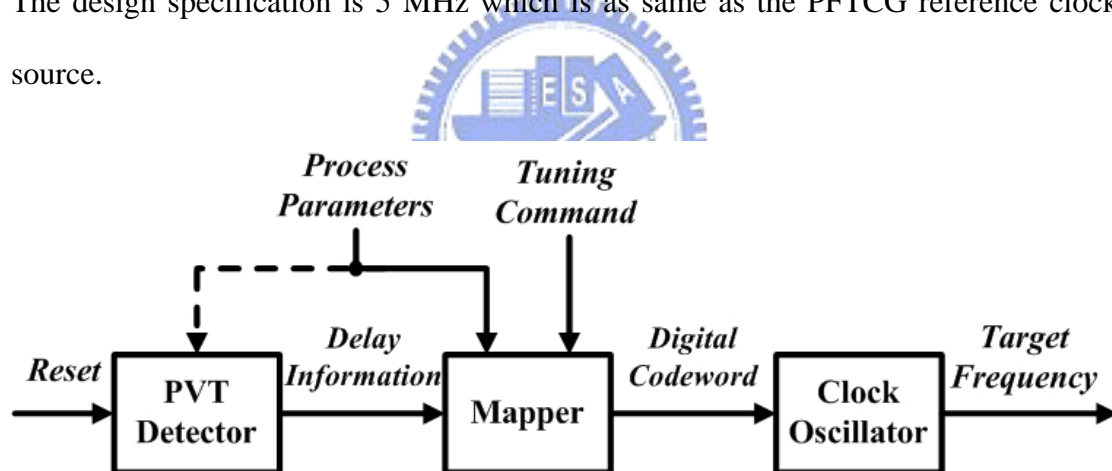 The design specification is 5 MHz which is as same as the PFTCG reference clock
source.
ESA
Process
Parameters
Tuning
Command
Reset
PVT
Detector
Delay
Information
Mapper
Digital
Codeword
Clock
Oscillator
Target
Frequency